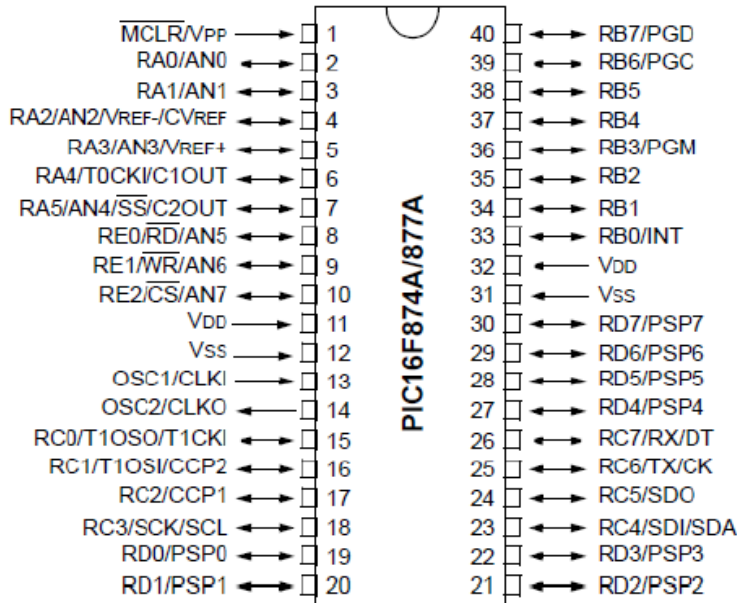 MCLR/VPP 1 40 RB7/PGD
RA0/AN0 2 39 RB6/PGC
RA1/AN1 3 38 RB5
RA2/AN2/VREF-/CVREF 4 37 RB4
RA3/AN3/VREF+ 5 36 RB3/PGM
RA4/T0CKI/C1OUT 6 35 RB2
RA5/AN4/SS/C2OUT 7 34 RB1
RE0/RD/AN5 8 33 RB0/INT
RE1/WR/AN6 9 32 VDD
RE2/CS/AN7 10 31 VSS
VDD 11 30 RD7/PSP7
VSS 12 29 RD6/PSP6
OSC1/CLKI 13 28 RD5/PSP5
OSC2/CLKO 14 27 RD4/PSP4
RC0/T1OSO/T1CKI 15 26 RC7/RX/DT
RC1/T1OSI/CCP2 16 25 RC6/TX/CK
RC2/CCP1 17 24 RC5/SDO
RC3/SCK/SCL 18 23 RC4/SDI/SDA
RD0/PSP0 19 22 RD3/PSP3
RD1/PSP1 20 21 RD2/PSP2
PIC16F874A/877A